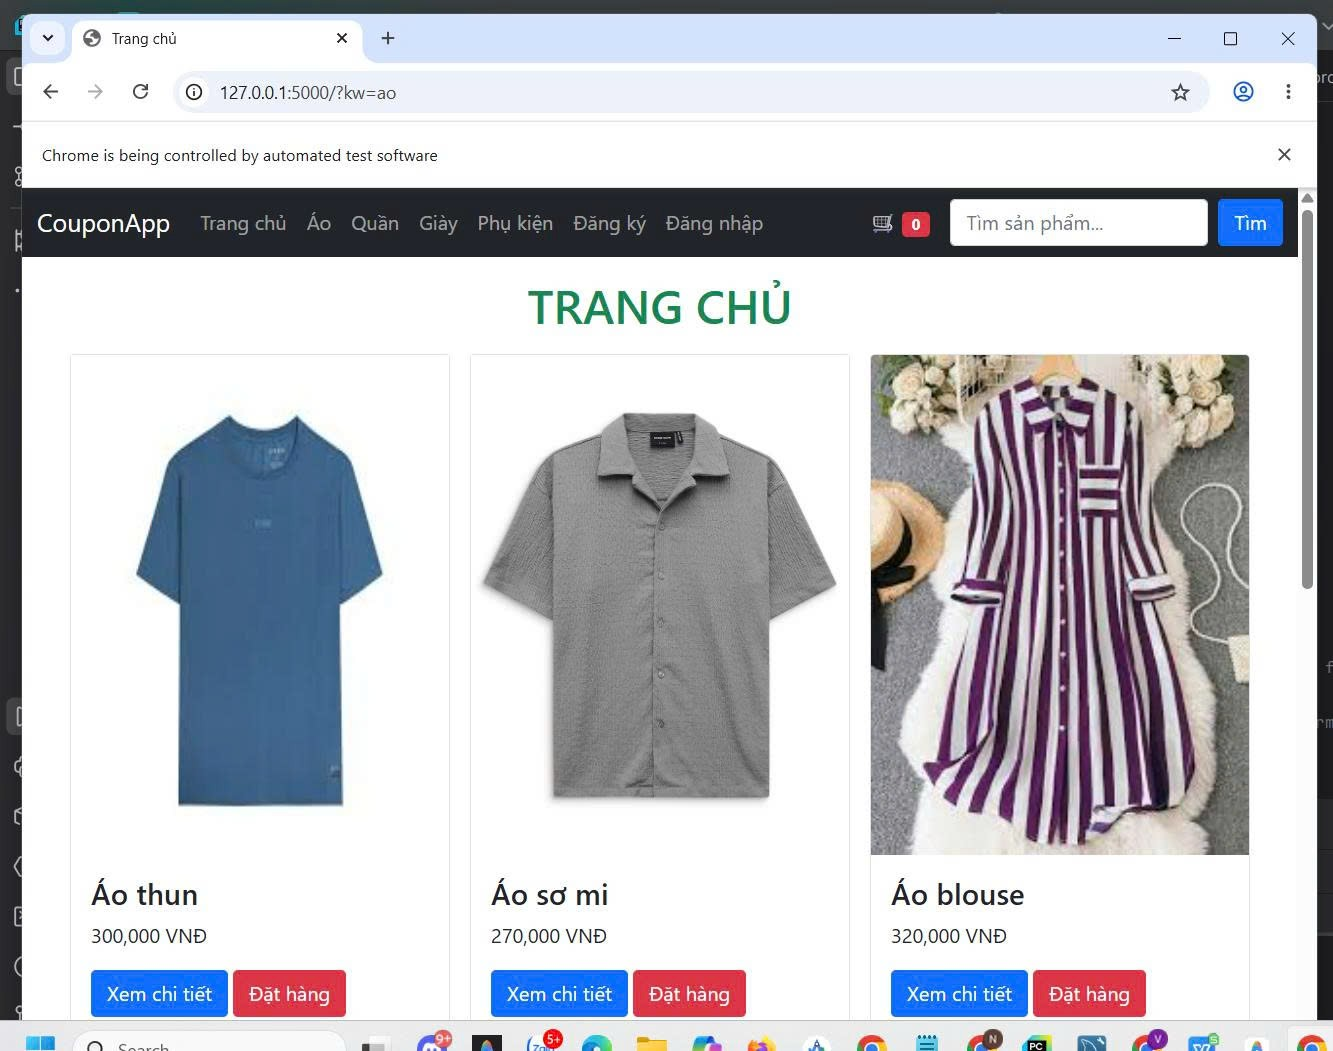 Trang chủ
127.0.0.1:5000/?kw=ao
Chrome is being controlled by automated test software
CouponApp Trang chủ Áo Quần Giày Phụ kiện Đăng ký Đăng nhập 0 Tìm sản phẩm... Tìm
TRANG CHỦ
Áo thun
300,000 VNĐ
Xem chi tiết Đặt hàng
Áo sơ mi
270,000 VNĐ
Xem chi tiết Đặt hàng
Áo blouse
320,000 VNĐ
Xem chi tiết Đặt hàng
Search 9+ 5+ N PC V